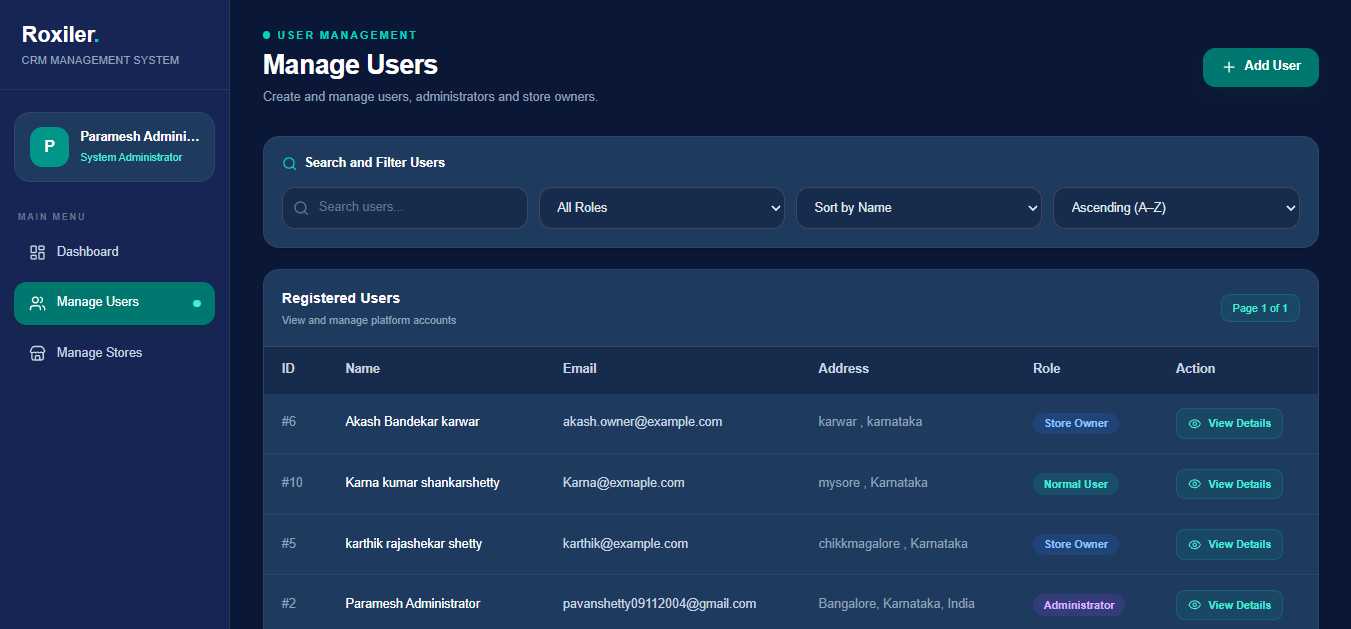 Roxiler.
CRM MANAGEMENT SYSTEM
P
Paramesh Admini...
System Administrator
MAIN MENU
Dashboard
Manage Users
Manage Stores
USER MANAGEMENT
Manage Users
Create and manage users, administrators and store owners.
+ Add User
Search and Filter Users
Search users...
All Roles
Sort by Name
Ascending (A–Z)
Registered Users
View and manage platform accounts
Page 1 of 1
ID Name Email Address Role Action
#6 Akash Bandekar karwar akash.owner@example.com karwar , karnataka Store Owner View Details
#10 Karna kumar shankarshetty Karna@exmaple.com mysore , Karnataka Normal User View Details
#5 karthik rajashekar shetty karthik@example.com chikkmagalore , Karnataka Store Owner View Details
#2 Paramesh Administrator pavanshetty09112004@gmail.com Bangalore, Karnataka, India Administrator View Details